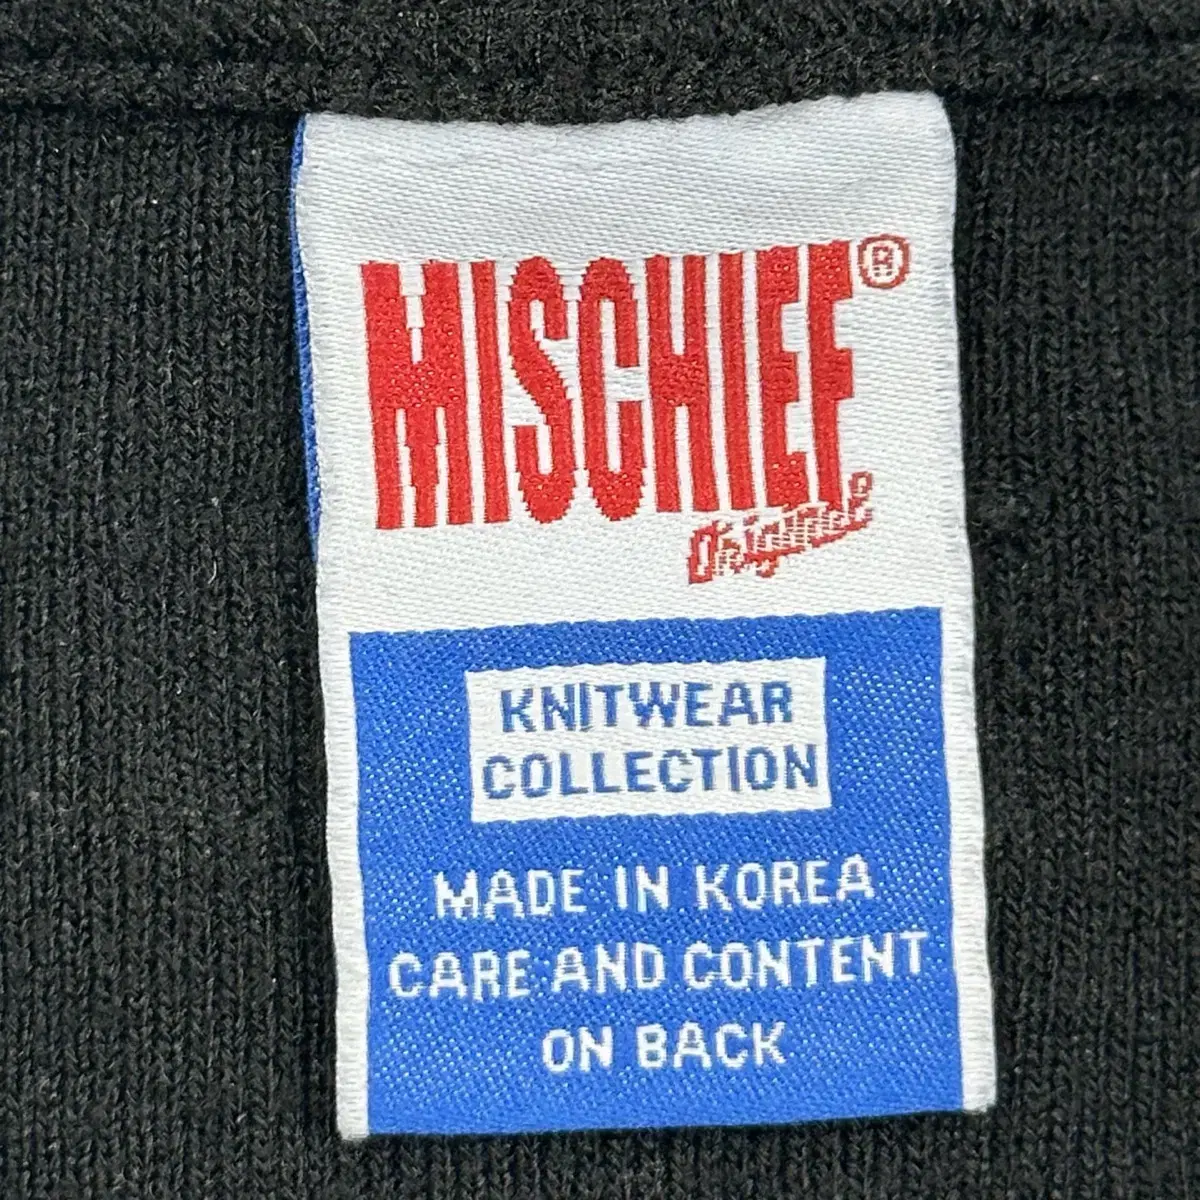 MISCHIEF®
Originals
KNITWEAR
COLLECTION
MADE IN KOREA
CARE AND CONTENT
ON BACK